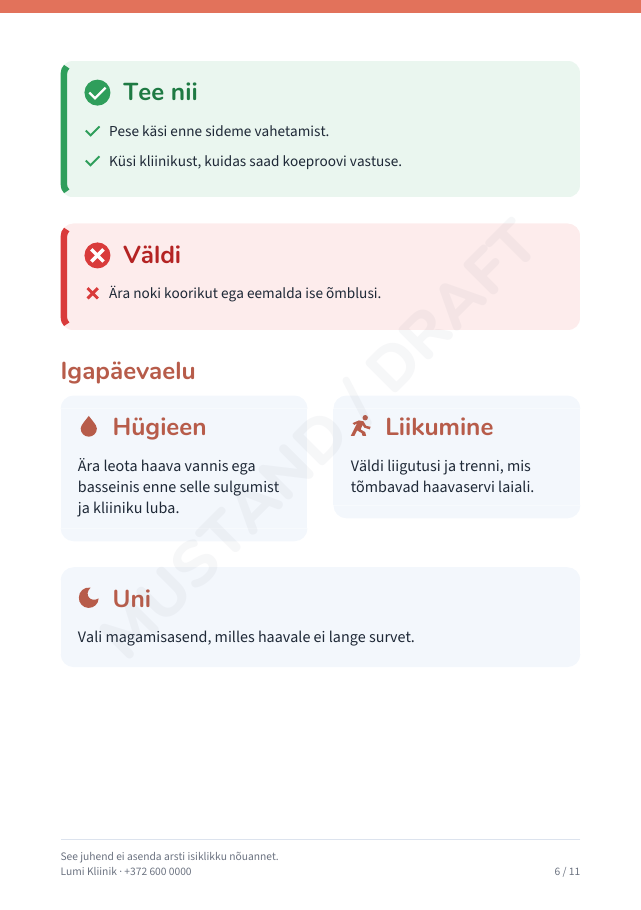 Tee nii
Pese käsi enne sideme vahetamist.
Küsi kliinikust, kuidas saad koeproovi vastuse.
Väldi
Ära noki koorikut ega eemalda ise õmblusi.
Igapäevaelu
Hügieen
Ära leota haava vannis ega
basseinis enne selle sulgumist
ja kliiniku luba.
Liikumine
Väldi liigutusi ja trenni, mis
tõmbavad haavaservi laiali.
Uni
Vali magamisasend, milles haavale ei lange survet.
MUSTAND / DRAFT
See juhend ei asenda arsti isiklikku nõuannet.
Lumi Kliinik · +372 600 0000
6 / 11